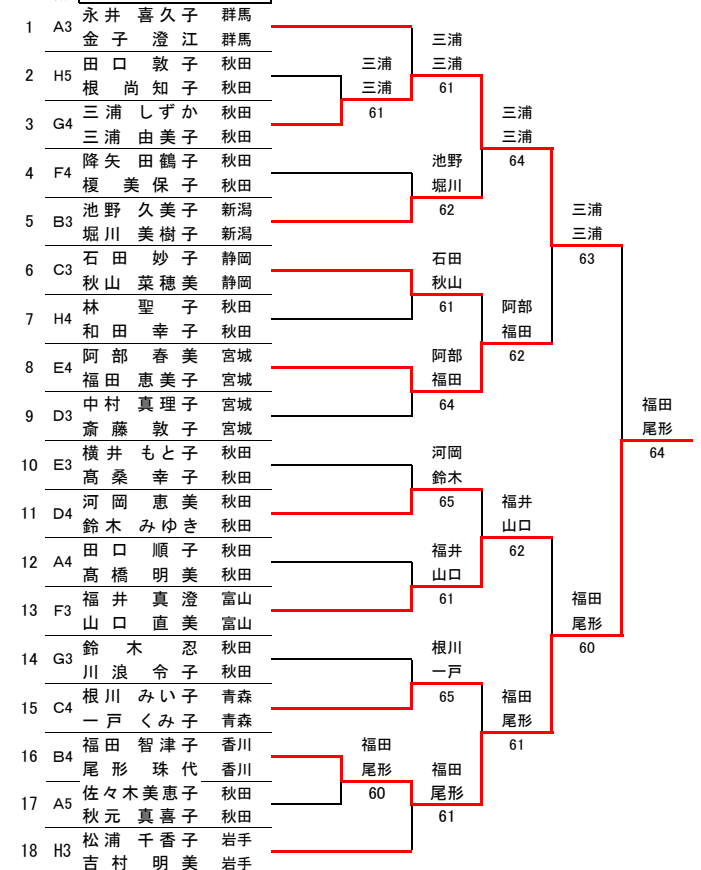 1 A3 永井 喜久子 群馬
金子 澄江 群馬
2 H5 田口 敦子 秋田
根 尚知子 秋田
3 G4 三浦 しずか 秋田
三浦 由美子 秋田
4 F4 降矢 田鶴子 秋田
榎 美保子 秋田
5 B3 池野 久美子 新潟
堀川 美樹子 新潟
6 C3 石田 妙子 静岡
秋山 菜穂美 静岡
7 H4 林 聖子 秋田
和田 幸子 秋田
8 E4 阿部 春美 宮城
福田 恵美子 宮城
9 D3 中村 真理子 宮城
斎藤 敦子 宮城
10 E3 横井 もと子 秋田
髙桑 幸子 秋田
11 D4 河岡 恵美 秋田
鈴木 みゆき 秋田
12 A4 田口 順子 秋田
髙橋 明美 秋田
13 F3 福井 真澄 富山
山口 直美 富山
14 G3 鈴木 忍 秋田
川浪 令子 秋田
15 C4 根川 みい子 青森
一戸 くみ子 青森
16 B4 福田 智津子 香川
尾形 珠代 香川
17 A5 佐々木美恵子 秋田
秋元 真喜子 秋田
18 H3 松浦 千香子 岩手
吉村 明美 岩手
三浦
三浦
61
福田
尾形
60
三浦
三浦
61
池野
堀川
62
石田
秋山
61
阿部
福田
64
河岡
鈴木
65
福井
山口
61
根川
一戸
65
福田
尾形
61
三浦
三浦
64
阿部
福田
62
福井
山口
62
福田
尾形
61
三浦
三浦
63
福田
尾形
60
福田
尾形
64